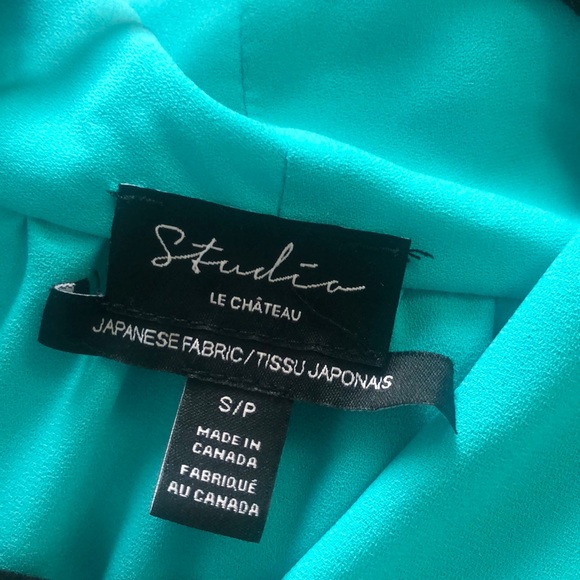 Studio
LE CHÂTEAU
JAPANESE FABRIC/TISSU JAPONAIS
S/P
MADE IN
CANADA
FABRIQUÉ
AU CANADA